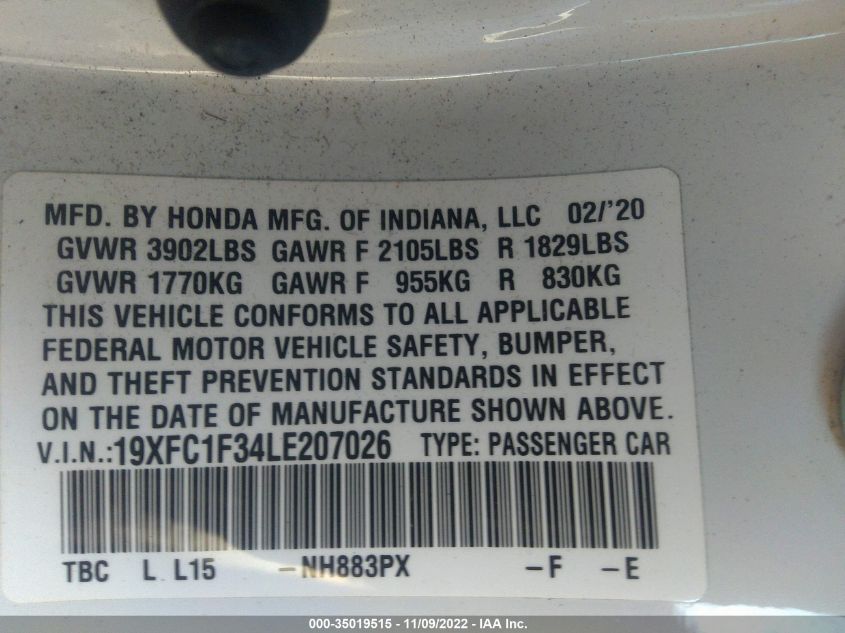 MFD. BY HONDA MFG. OF INDIANA, LLC 02/'20
GVWR 3902LBS GAWR F 2105LBS R 1829LBS
GVWR 1770KG GAWR F 955KG R 830KG
THIS VEHICLE CONFORMS TO ALL APPLICABLE
FEDERAL MOTOR VEHICLE SAFETY, BUMPER,
AND THEFT PREVENTION STANDARDS IN EFFECT
ON THE DATE OF MANUFACTURE SHOWN ABOVE.
V.I.N.:19XFC1F34LE207026 TYPE: PASSENGER CAR
TBC L L15 -NH883PX -F -E
000-35019515 - 11/09/2022 - IAA Inc.